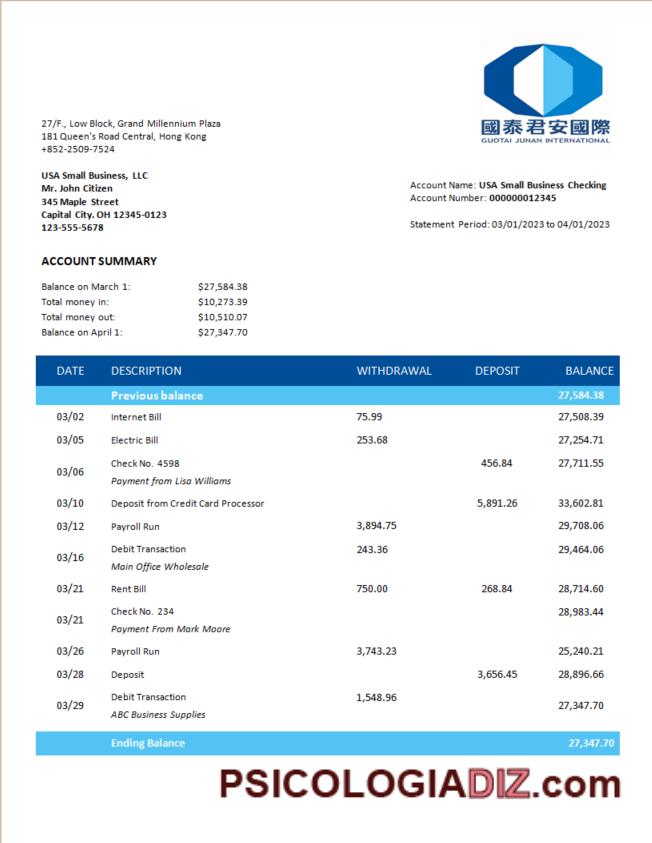 國泰君安國際
GUOTAI JUNAN INTERNATIONAL
27/F., Low Block, Grand Millennium Plaza
181 Queen's Road Central, Hong Kong
+852-2509-7524
USA Small Business, LLC
Mr. John Citizen
345 Maple Street
Capital City. OH 12345-0123
123-555-5678
Account Name: USA Small Business Checking
Account Number: 000000012345
Statement Period: 03/01/2023 to 04/01/2023
ACCOUNT SUMMARY
Balance on March 1: $27,584.38
Total money in: $10,273.39
Total money out: $10,510.07
Balance on April 1: $27,347.70
DATE DESCRIPTION WITHDRAWAL DEPOSIT BALANCE
Previous balance 27,584.38
03/02 Internet Bill 75.99 27,508.39
03/05 Electric Bill 253.68 27,254.71
03/06 Check No. 4598 456.84 27,711.55
Payment from Lisa Williams
03/10 Deposit from Credit Card Processor 5,891.26 33,602.81
03/12 Payroll Run 3,894.75 29,708.06
03/16 Debit Transaction 243.36 29,464.06
Main Office Wholesale
03/21 Rent Bill 750.00 268.84 28,714.60
03/21 Check No. 234 28,983.44
Payment From Mark Moore
03/26 Payroll Run 3,743.23 25,240.21
03/28 Deposit 3,656.45 28,896.66
03/29 Debit Transaction 1,548.96 27,347.70
ABC Business Supplies
Ending Balance 27,347.70
PSICOLOGIADIZ.com